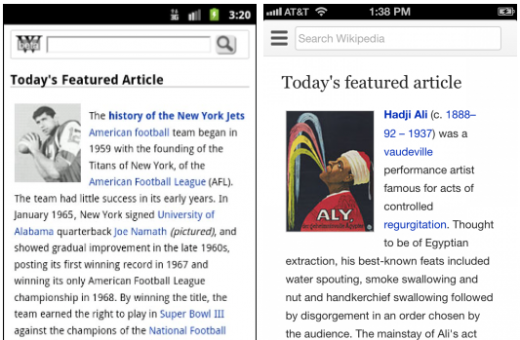 3:20
Today's Featured Article
The history of the New York Jets
American football team began in
1959 with the founding of the
Titans of New York, of the
American Football League (AFL).
The team had little success in its early years. In
January 1965, New York signed University of
Alabama quarterback Joe Namath (pictured), and
showed gradual improvement in the late 1960s,
posting its first winning record in 1967 and
winning its only American Football League
championship in 1968. By winning the title, the
team earned the right to play in Super Bowl III
against the champions of the National Football
AT&T 1:38 PM
Search Wikipedia
Today's featured article
ALY.
Hadji Ali (c. 1888–
92 – 1937) was a
vaudeville
performance artist
famous for acts of
controlled
regurgitation. Thought
to be of Egyptian
extraction, his best-known feats included
water spouting, smoke swallowing and
nut and handkerchief swallowing followed
by disgorgement in an order chosen by
the audience. The mainstay of Ali's act